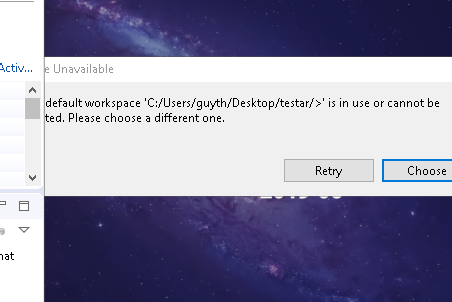 Activ...
e Unavailable
default workspace 'C:/Users/guyth/Desktop/testar/>' is in use or cannot be
ted. Please choose a different one.
Retry
Choose
nat